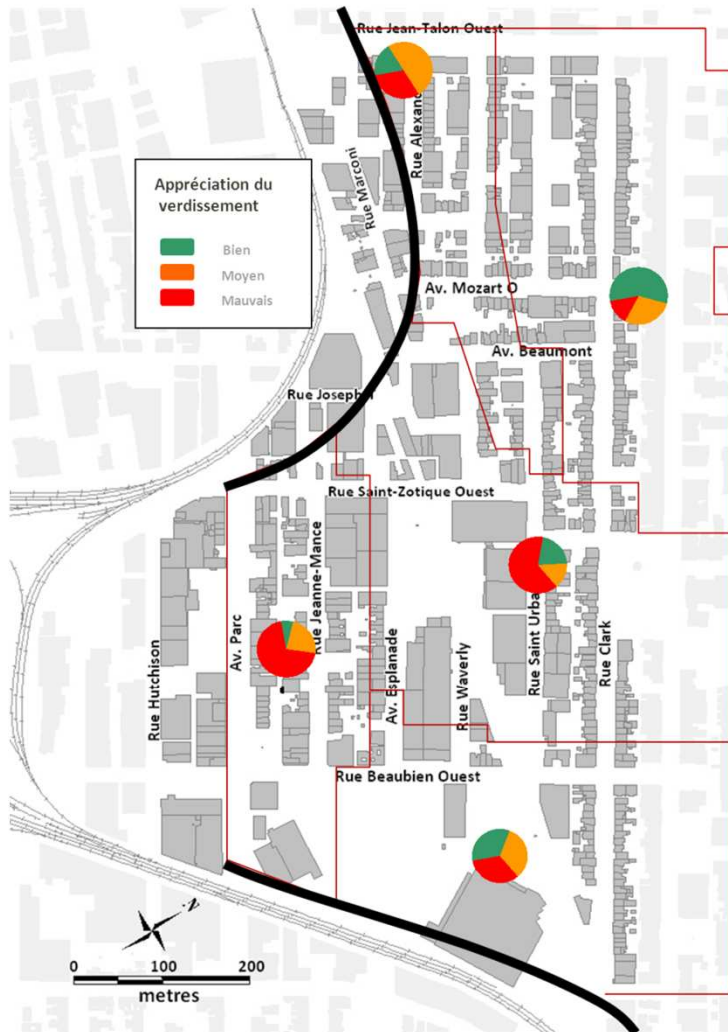 Rue Jean-Talon Ouest
Rue Alexan
Rue Marconi
Appréciation du
verdissement
Bien
Moyen
Mauvais
Av. Mozart O
Av. Beaumont
Rue Joseph
Rue Saint-Zotique Ouest
Rue Jeanne-Mance
Av. Parc
Rue Hutchison
Av. Esplanade
Rue Waverly
Rue Saint Urba
Rue Clark
Rue Beaubien Ouest
N
0 100 200
metres